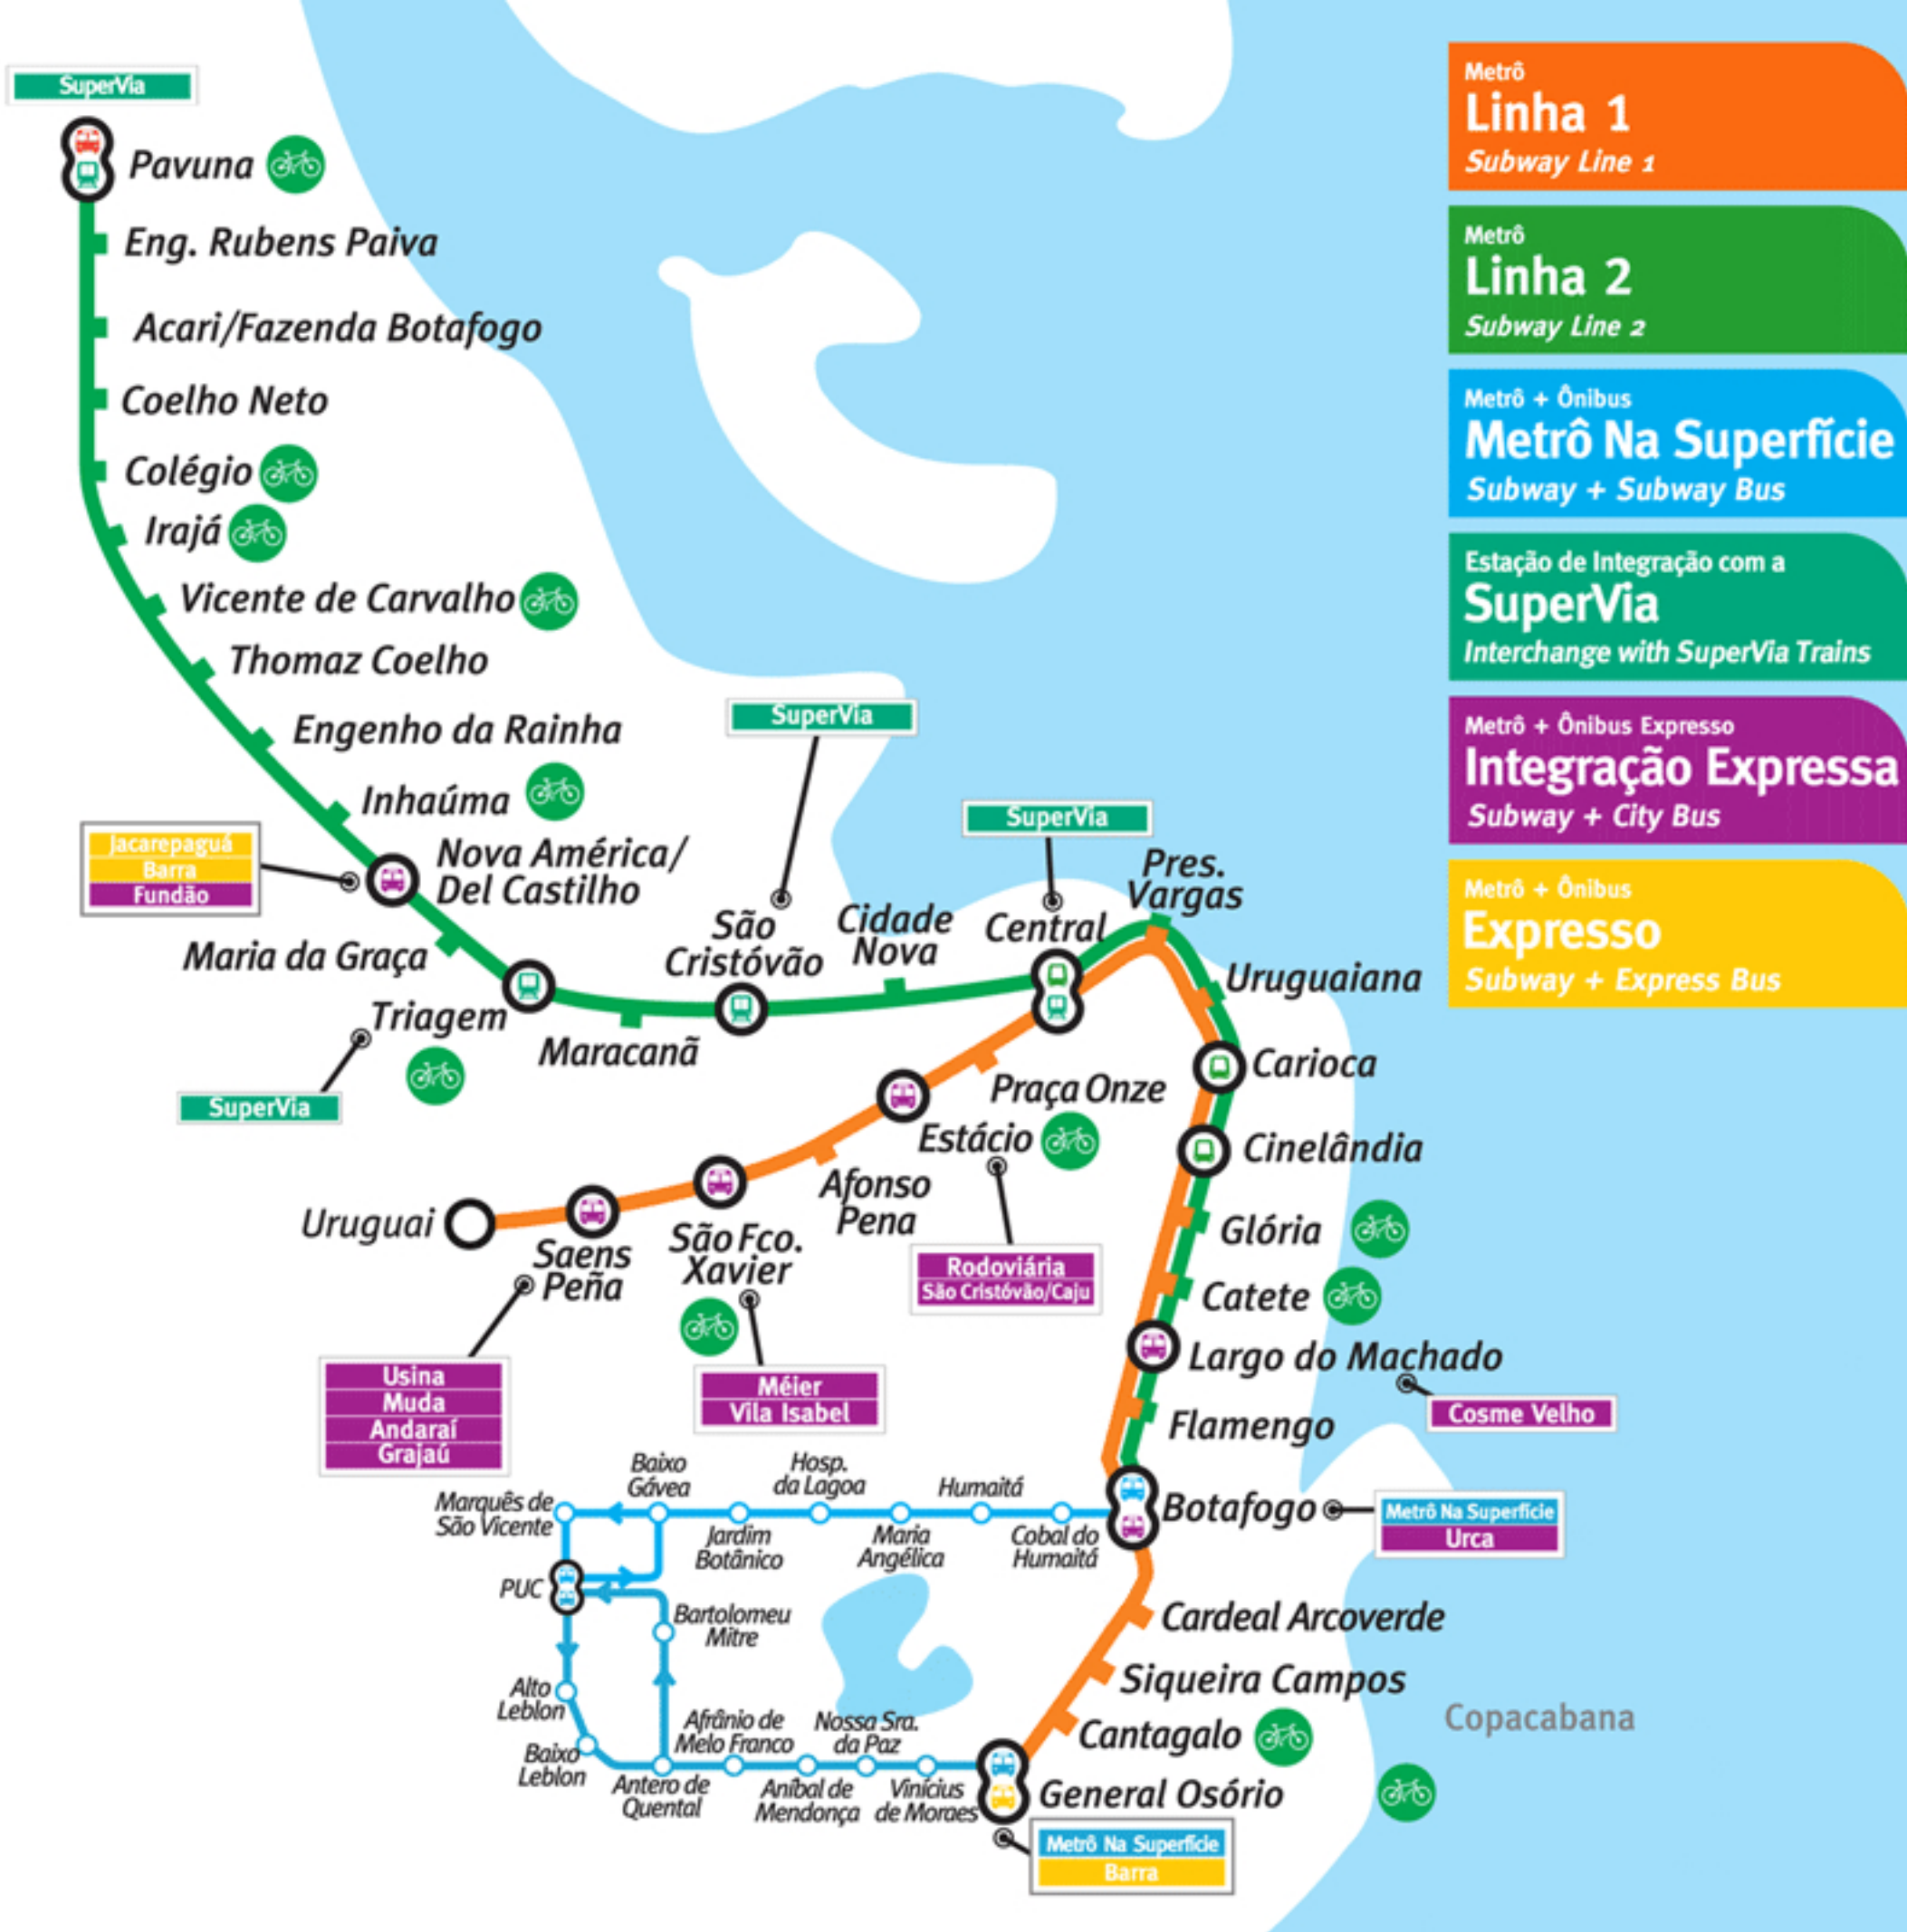 SuperVia
Pavuna
Eng. Rubens Paiva
Acari/Fazenda Botafogo
Coelho Neto
Colégio
Irajá
Vicente de Carvalho
Thomaz Coelho
Engenho da Rainha
Inhaúma
Nova América/
Del Castilho
Jacarepaguá
Barra
Fundão
Maria da Graça
Triagem
SuperVia
Maracanã
SuperVia
São
Cristóvão
Cidade
Nova
SuperVia
Central
Pres.
Vargas
Uruguaiana
Carioca
Cinelândia
Glória
Catete
Largo do Machado
Cosme Velho
Flamengo
Botafogo
Metrô Na Superfície
Urca
Praça Onze
Estácio
Rodoviária
São Cristóvão/Caju
Afonso
Pena
São Fco.
Xavier
Méier
Vila Isabel
Saens
Peña
Usina
Muda
Andaraí
Grajaú
Uruguai
Cardeal Arcoverde
Siqueira Campos
Cantagalo
General Osório
Metrô Na Superfície
Barra
Copacabana
Cobal do
Humaitá
Humaitá
Maria
Angélica
Hosp.
da Lagoa
Jardim
Botânico
Baixo
Gávea
Marquês de
São Vicente
PUC
Bartolomeu
Mitre
Alto
Leblon
Baixo
Leblon
Antero de
Quental
Afrânio de
Melo Franco
Aníbal de
Mendonça
Nossa Sra.
da Paz
Vinícius
de Moraes
Metrô
Linha 1
Subway Line 1
Metrô
Linha 2
Subway Line 2
Metrô + Ônibus
Metrô Na Superfície
Subway + Subway Bus
Estação de Integração com a
SuperVia
Interchange with SuperVia Trains
Metrô + Ônibus Expresso
Integração Expressa
Subway + City Bus
Metrô + Ônibus
Expresso
Subway + Express Bus